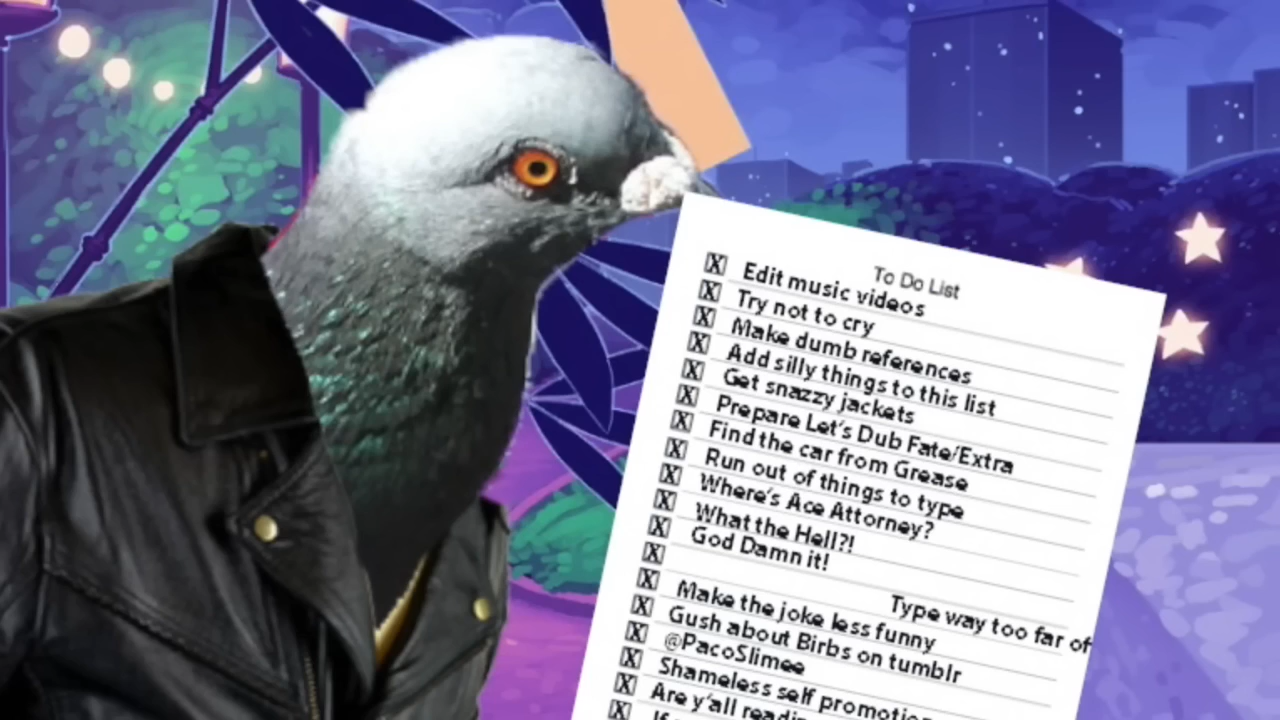 To Do List
X Edit music videos
X Try not to cry
X Make dumb references
X Add silly things to this list
X Get snazzy jackets
X Prepare Let's Dub Fate/Extra
X Find the car from Grease
X Run out of things to type
X Where's Ace Attorney?
X What the Hell?!
X God Damn it!
X Type way too far of
X Make the joke less funny
X Gush about Birbs on tumblr
X @PacoSlimee
X Shameless self promotion
X Are y'all
X